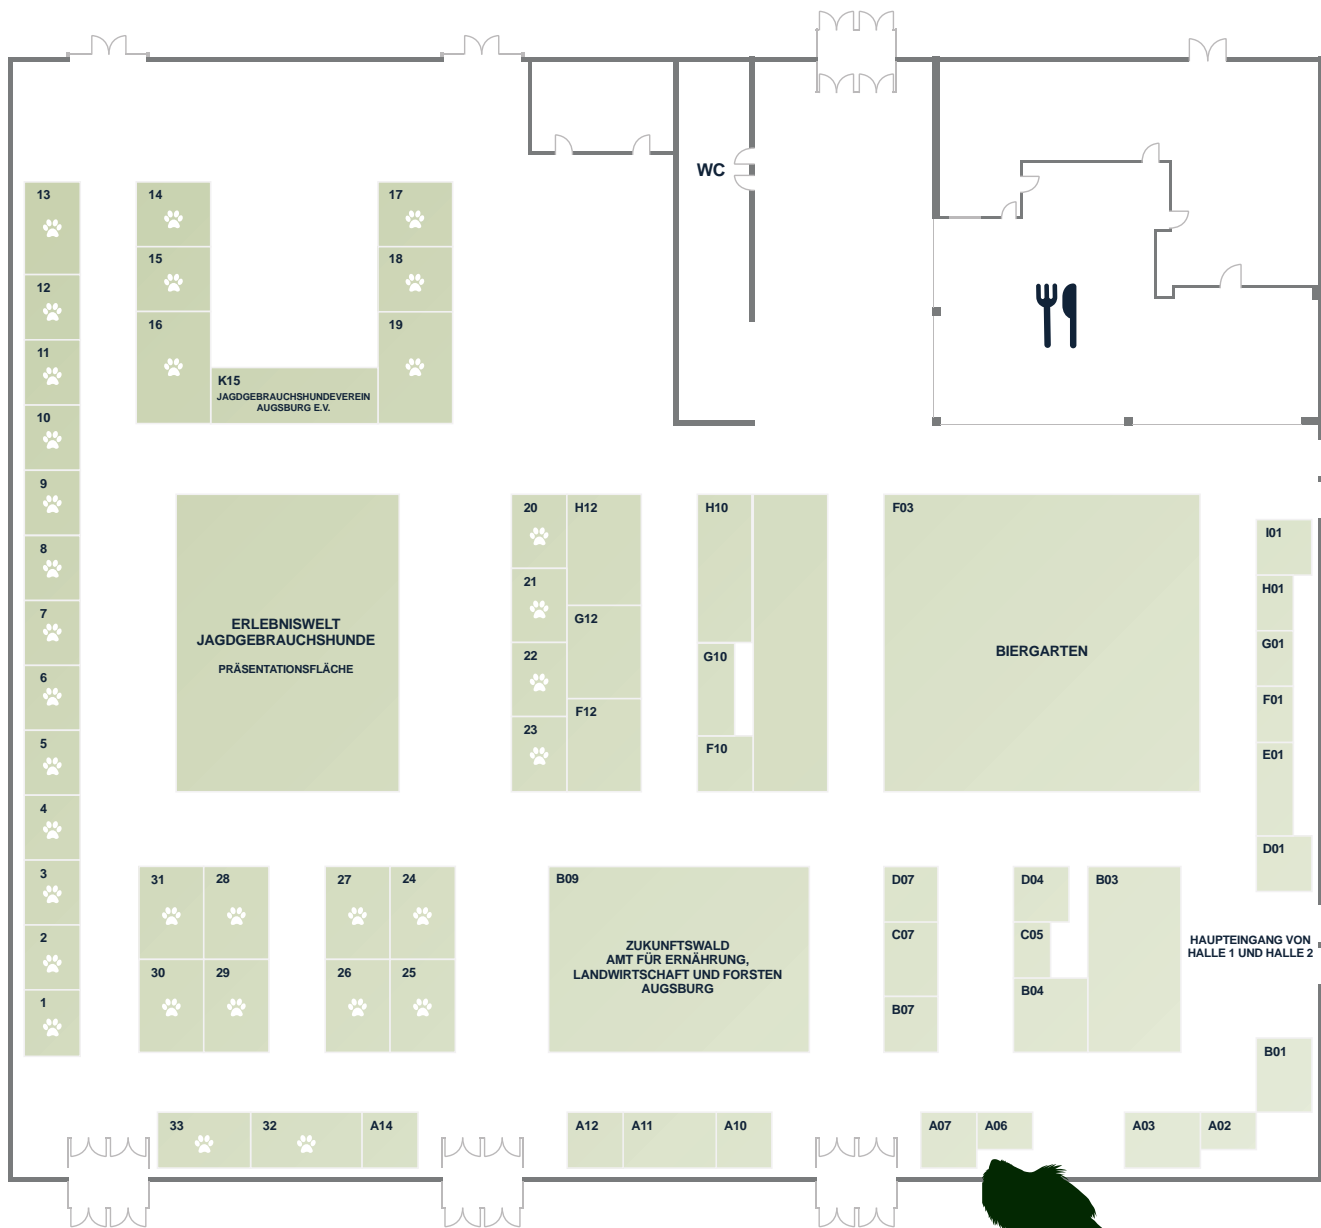 WC
13
14
17
12
15
18
11
16
19
K15
JAGDGEBRAUCHSHUNDEVEREIN
AUGSBURG E.V.
10
9
8
7
6
5
4
3
2
1
ERLEBNISWELT
JAGDGEBRAUCHSHUNDE
PRÄSENTATIONSFLÄCHE
20
H12
21
G12
22
F12
23
H10
G10
F10
F03
BIERGARTEN
I01
H01
G01
F01
E01
D01
31
28
27
24
30
29
26
25
B09
ZUKUNFTSWALD
AMT FÜR ERNÄHRUNG,
LANDWIRTSCHAFT UND FORSTEN
AUGSBURG
D07
C07
B07
D04
C05
B04
B03
HAUPTEINGANG VON
HALLE 1 UND HALLE 2
B01
33
32
A14
A12
A11
A10
A07
A06
A03
A02